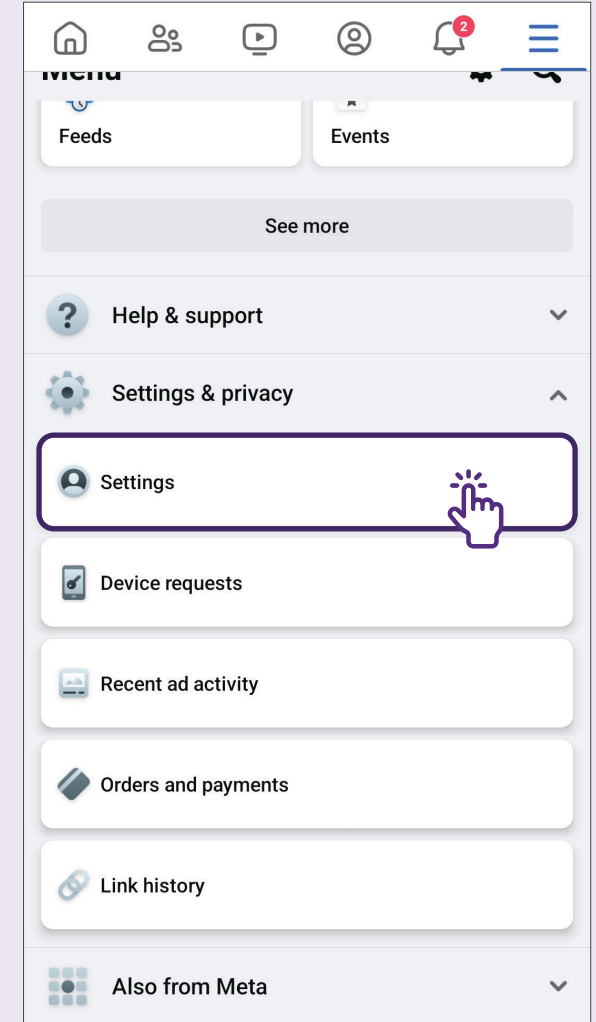 2
Menu
Feeds
Events
See more
Help & support
Settings & privacy
Settings
Device requests
Recent ad activity
Orders and payments
Link history
Also from Meta